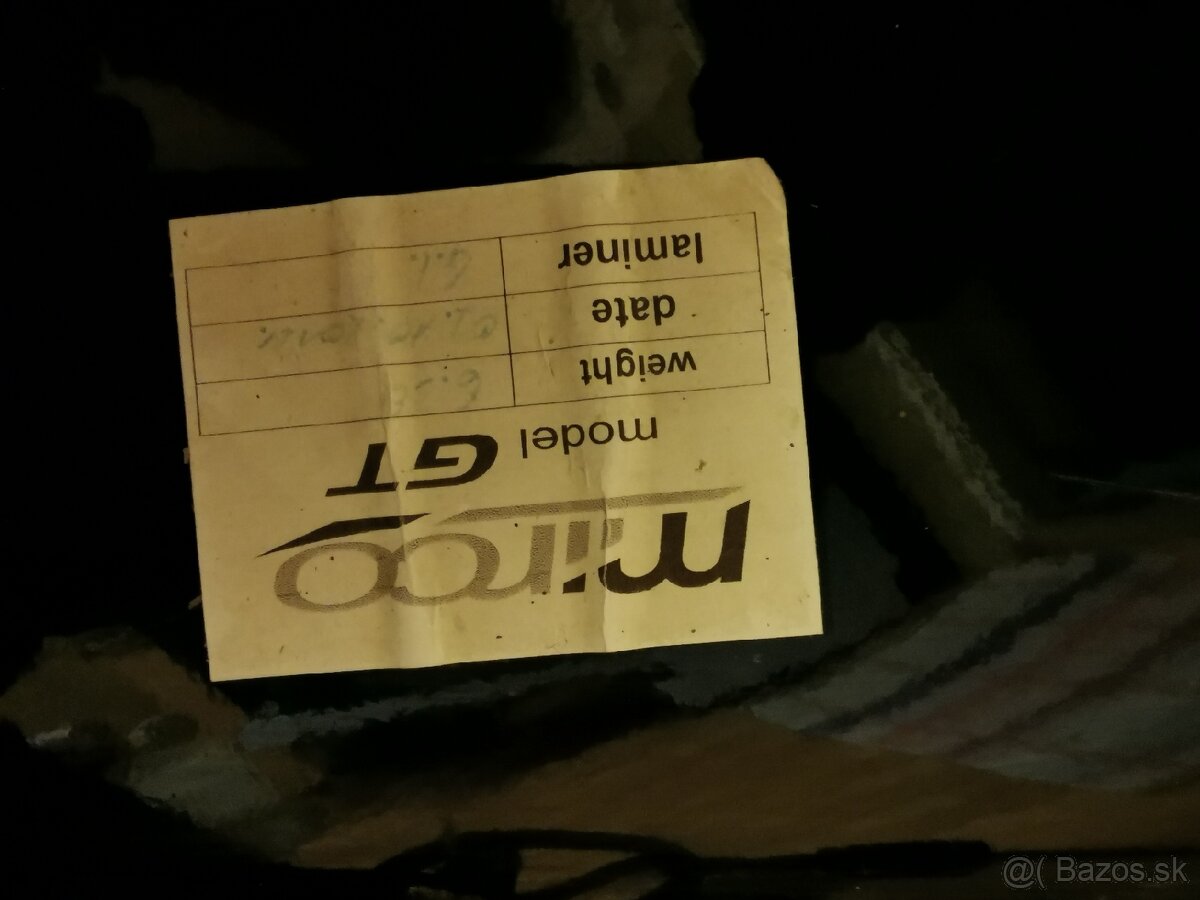 mirco
model GT
weight
date
laminer
@( Bazos.sk